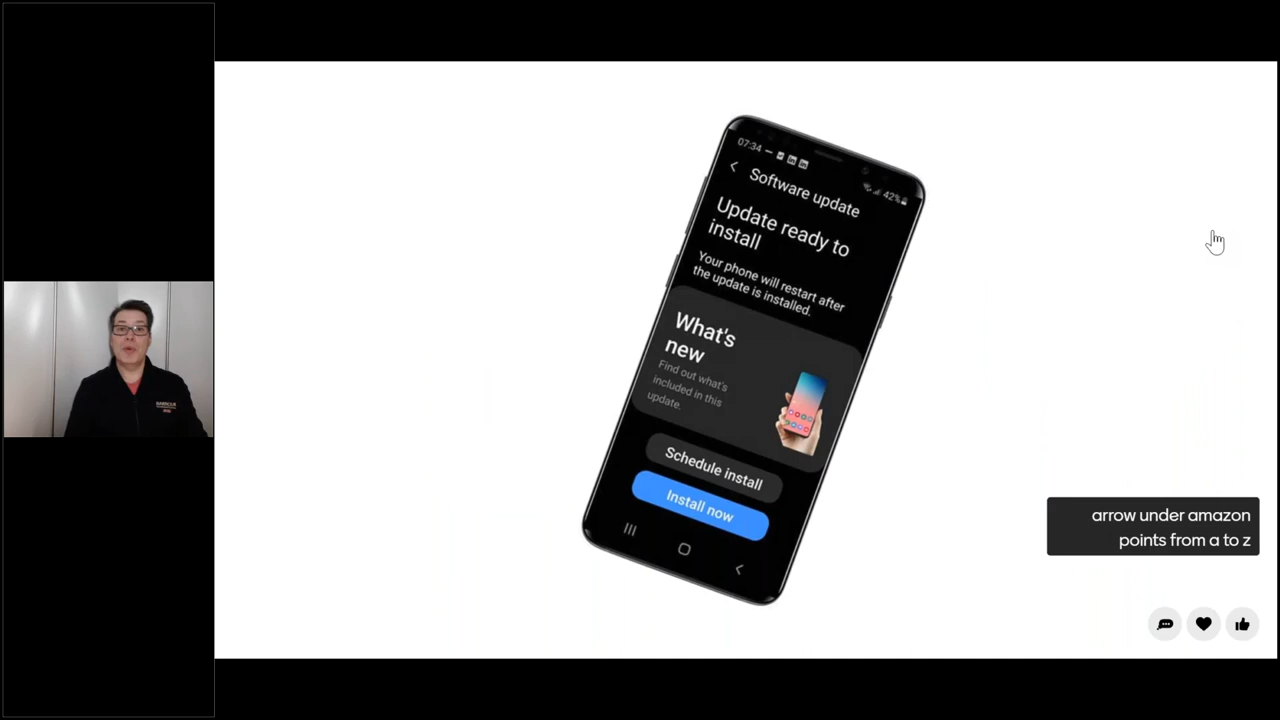 07:34
42%
Software update
Update ready to
install
Your phone will restart after
the update is installed.
What's
new
Find out what's
included in this
update.
Schedule install
Install now
arrow under amazon
points from a to z